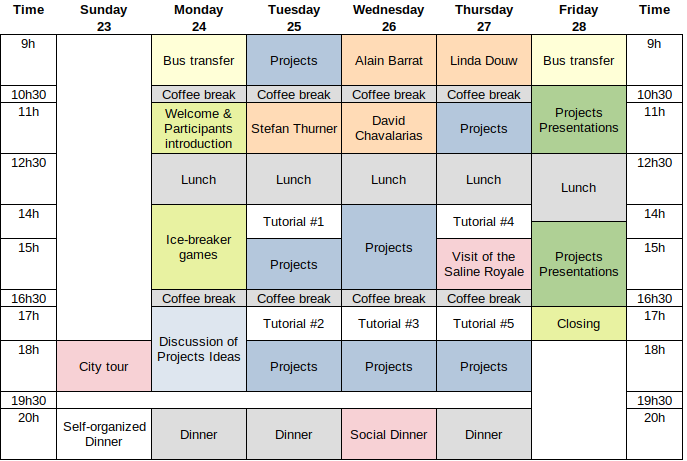 Time Sunday Monday Tuesday Wednesday Thursday Friday Time
23 24 25 26 27 28
9h Bus transfer Projects Alain Barrat Linda Douw Bus transfer 9h
10h30 Coffee break Coffee break Coffee break Coffee break 10h30
11h Welcome & Participants introduction Stefan Thurner David Chavalarias Projects Projects Presentations 11h
12h30 Lunch Lunch Lunch Lunch Lunch 12h30
14h Ice-breaker games Tutorial #1 Projects Tutorial #4 14h
15h Projects Visit of the Saline Royale Projects Presentations 15h
16h30 Coffee break Coffee break Coffee break Coffee break 16h30
17h Discussion of Projects Ideas Tutorial #2 Tutorial #3 Tutorial #5 Closing 17h
18h City tour Projects Projects Projects 18h
19h30 19h30
20h Self-organized Dinner Dinner Dinner Social Dinner Dinner 20h